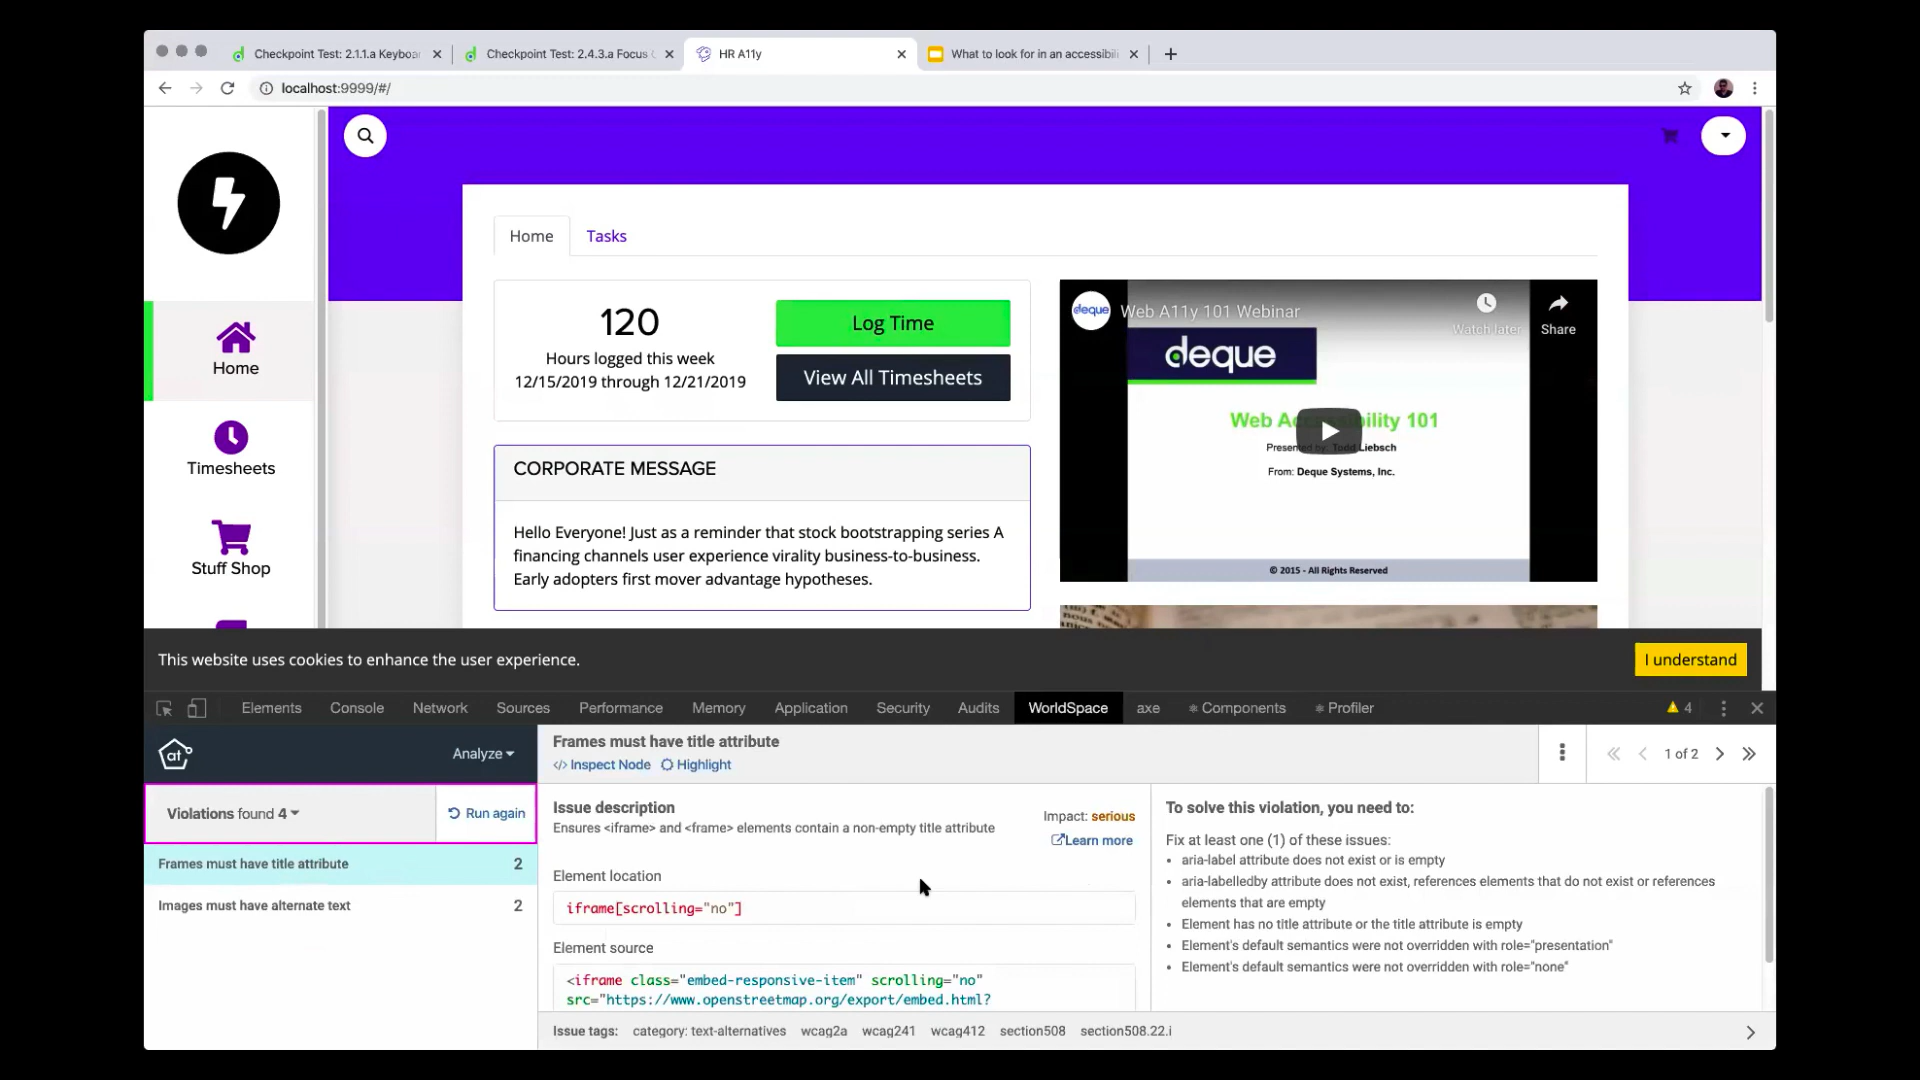 Checkpoint Test: 2.1.1.a Keyboa
Checkpoint Test: 2.4.3.a Focus
HR A11y
What to look for in an accessibil
localhost:9999/#/
Home
Timesheets
Stuff Shop
Home
Tasks
120
Hours logged this week
12/15/2019 through 12/21/2019
Log Time
View All Timesheets
CORPORATE MESSAGE
Hello Everyone! Just as a reminder that stock bootstrapping series A
financing channels user experience virality business-to-business.
Early adopters first mover advantage hypotheses.
deque
Web A11y 101 Webinar
Watch later
Share
deque
Web Accessibility 101
Presented by: Todd Liebsch
From: Deque Systems, Inc.
© 2015 - All Rights Reserved
This website uses cookies to enhance the user experience.
I understand
Elements
Console
Network
Sources
Performance
Memory
Application
Security
Audits
WorldSpace
axe
Components
Profiler
4
at
Analyze
Violations found 4
Run again
Frames must have title attribute 2
Images must have alternate text 2
Frames must have title attribute
</> Inspect Node
Highlight
1 of 2
Issue description
Ensures <iframe> and <frame> elements contain a non-empty title attribute
Impact: serious
Learn more
Element location
iframe[scrolling="no"]
Element source
<iframe class="embed-responsive-item" scrolling="no"
src="https://www.openstreetmap.org/export/embed.html?
To solve this violation, you need to:
Fix at least one (1) of these issues:
• aria-label attribute does not exist or is empty
• aria-labelledby attribute does not exist, references elements that do not exist or references
elements that are empty
• Element has no title attribute or the title attribute is empty
• Element's default semantics were not overridden with role="presentation"
• Element's default semantics were not overridden with role="none"
Issue tags: category: text-alternatives wcag2a wcag241 wcag412 section508 section508.22.i